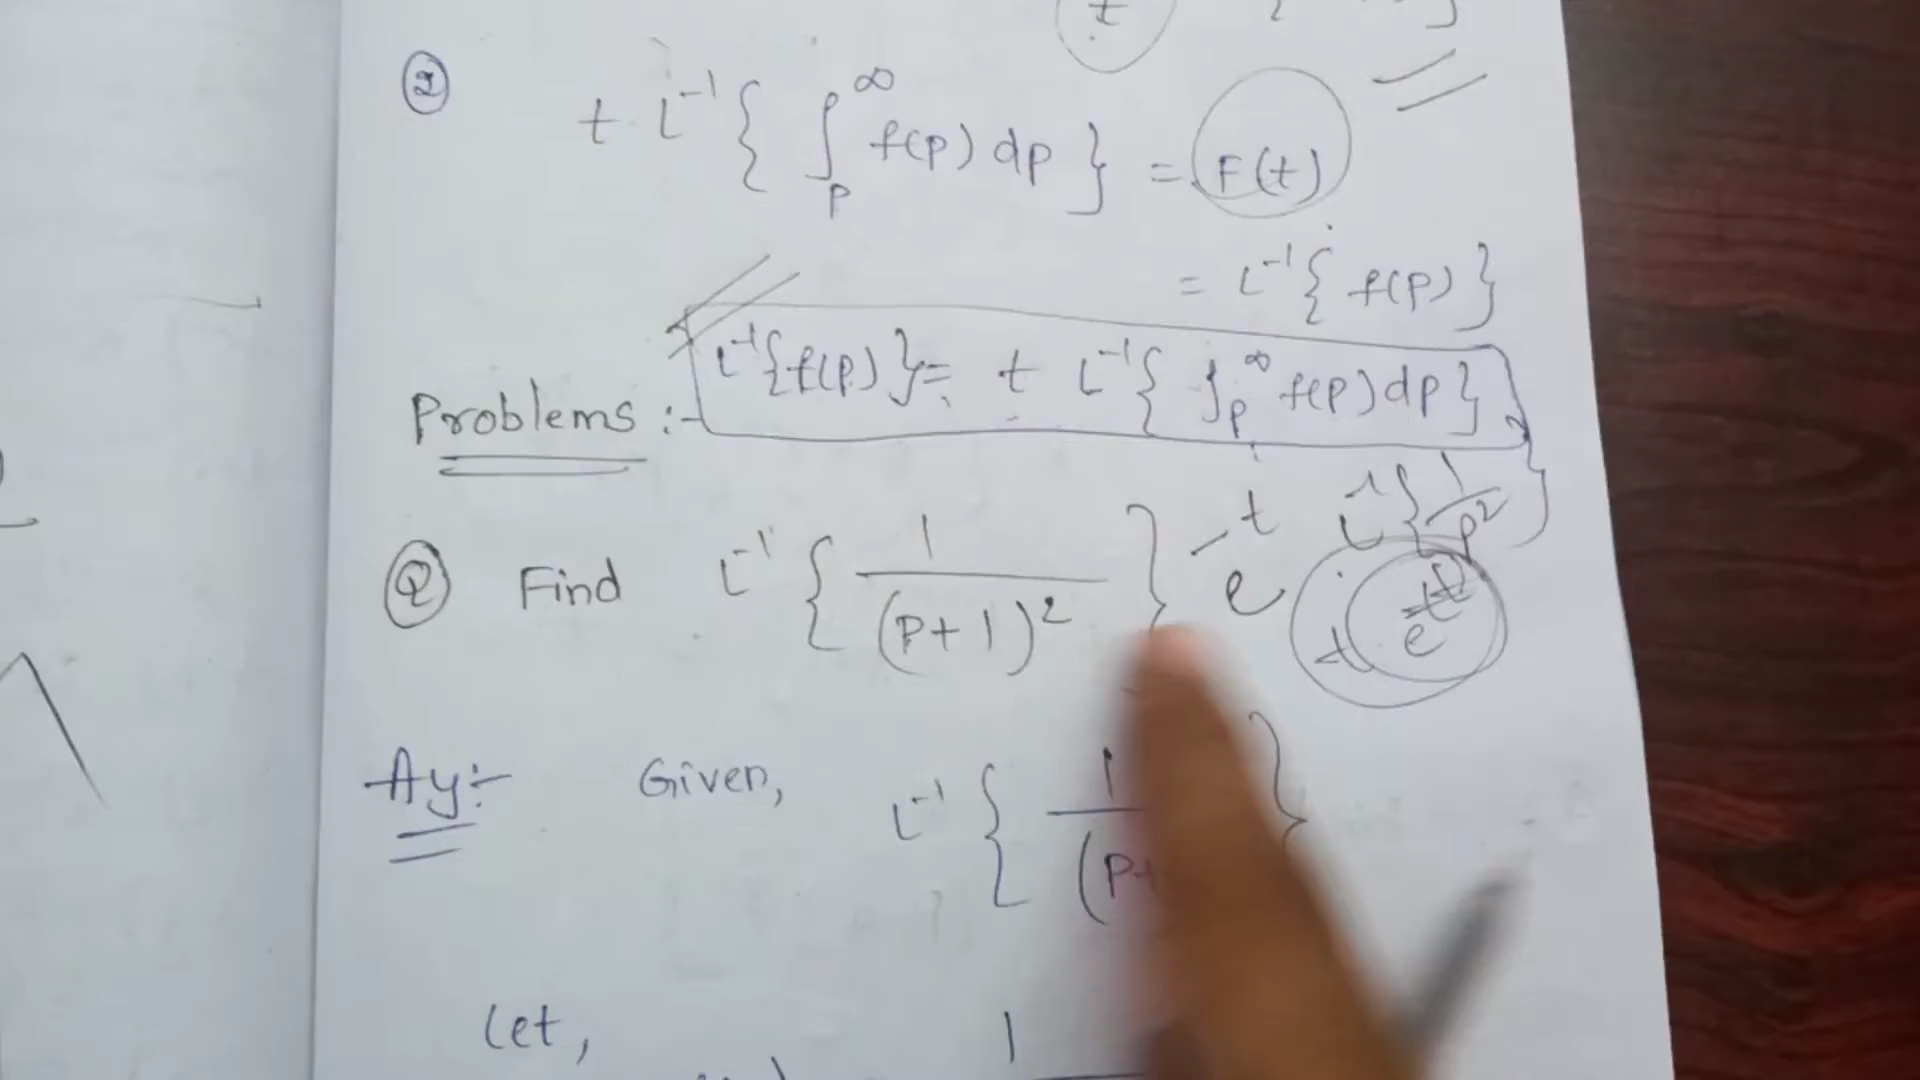 ② t · L⁻¹ { ∫ₚ^∞ f(p) dp } = F(t)
= L⁻¹ { f(p) }
L⁻¹{f(p)} = t L⁻¹ { ∫ₚ^∞ f(p) dp }
Problems :-
Q Find L⁻¹ { 1 / (P+1)² } e^-t L⁻¹ { 1/p² }
t e
Ay:- Given, L⁻¹ { 1 / (P+ }
Let, 1